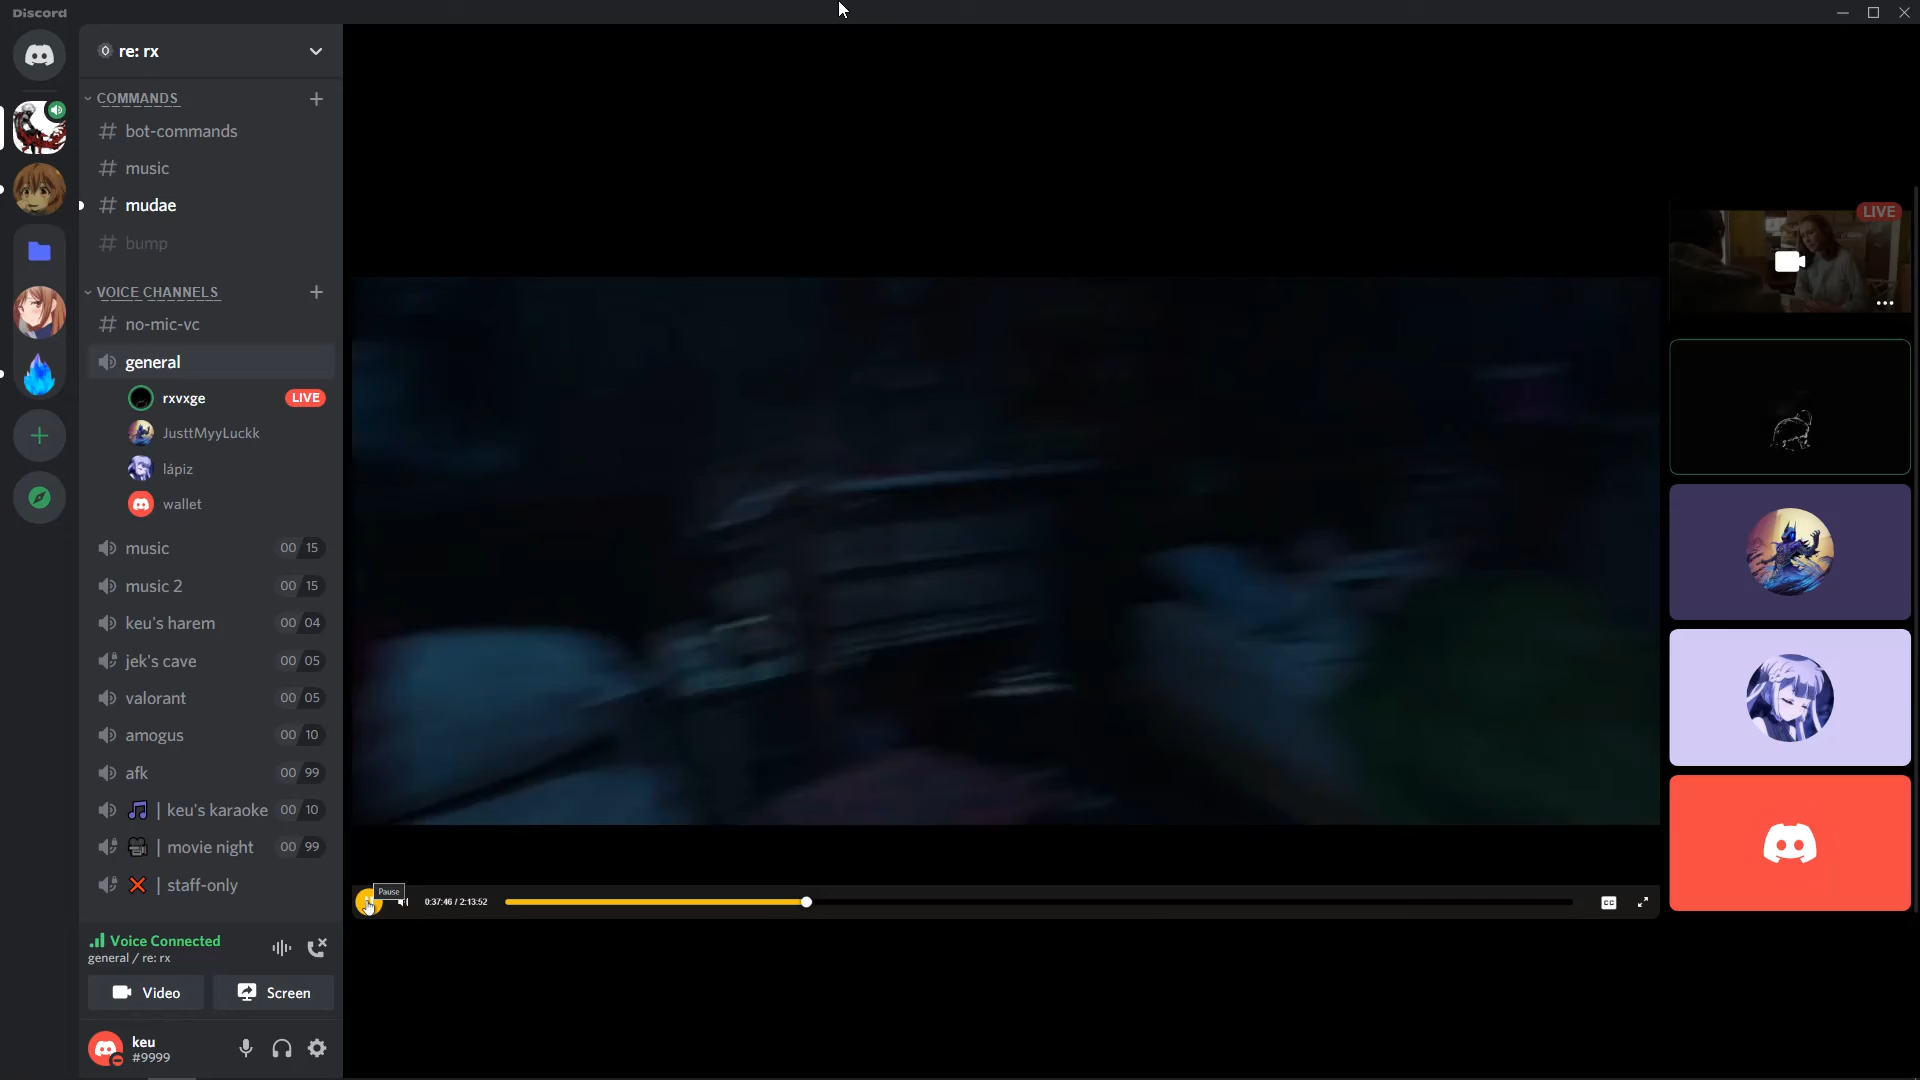 Discord
re: rx
COMMANDS
bot-commands
music
mudae
bump
VOICE CHANNELS
no-mic-vc
general
rxvxge LIVE
JusttMyyLuckk
lápiz
wallet
music 00 15
music 2 00 15
keu's harem 00 04
jek's cave 00 05
valorant 00 05
amogus 00 10
afk 00 99
| keu's karaoke 00 10
| movie night 00 99
| staff-only
Voice Connected
general / re: rx
Video Screen
keu
#9999
Pause
0:37:46 / 2:13:52
CC
LIVE